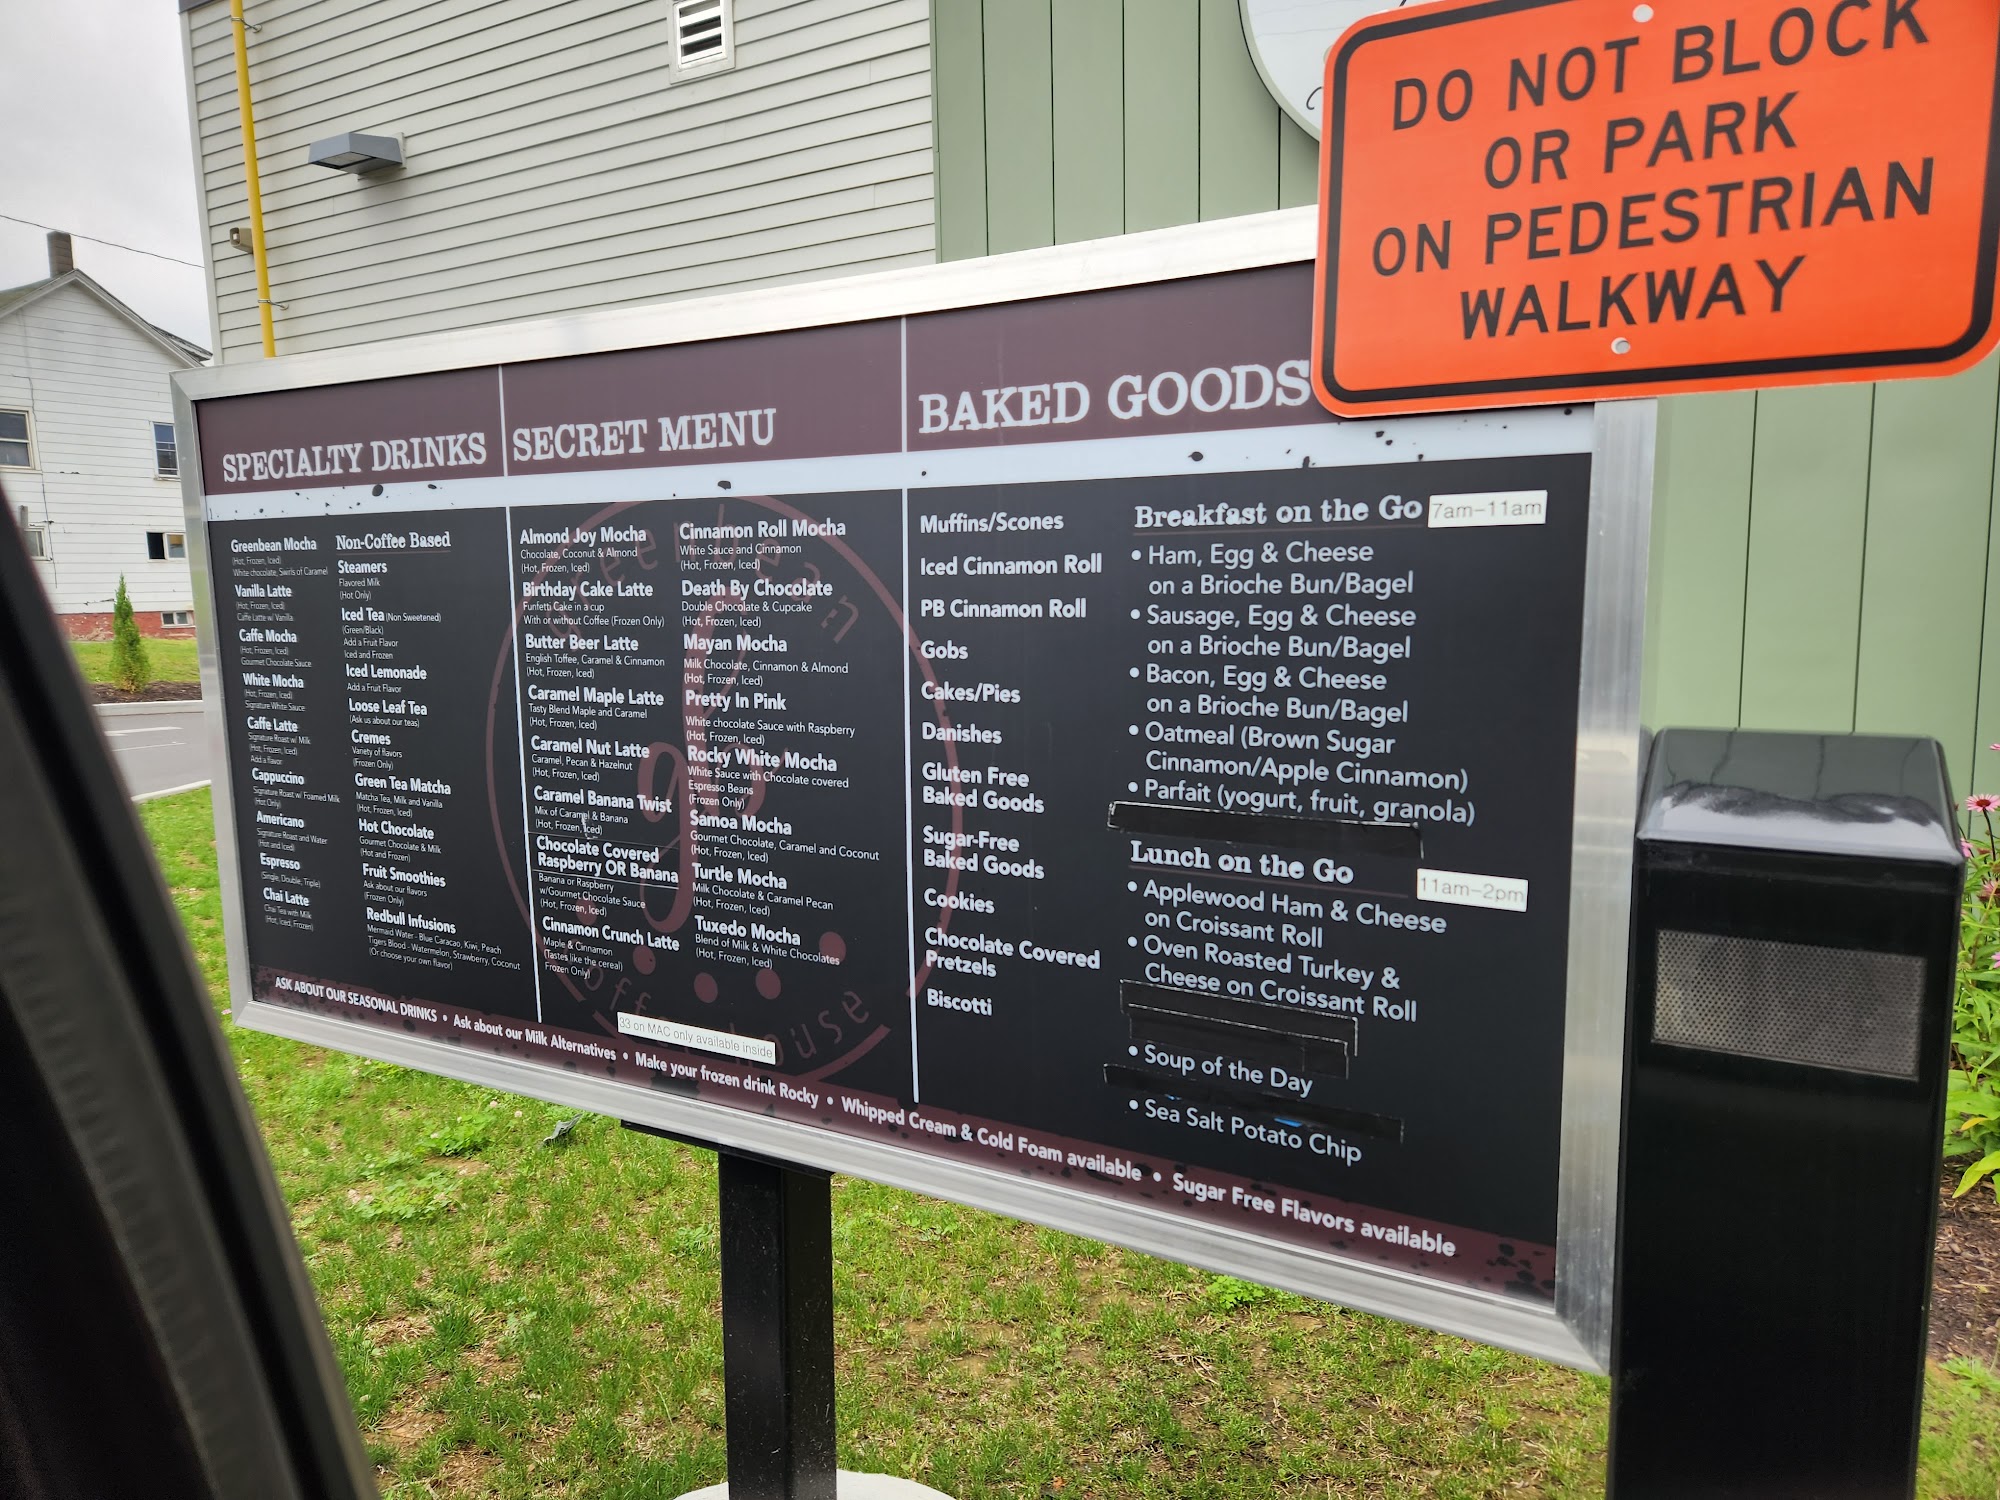 DO NOT BLOCK
OR PARK
ON PEDESTRIAN
WALKWAY
SPECIALTY DRINKS
Greenbean Mocha
(Hot, Frozen, Iced)
White chocolate, Swirls of Caramel
Vanilla Latte
(Hot, Frozen, Iced)
Caffe Latte w/ Vanilla
Caffe Mocha
(Hot, Frozen, Iced)
Gourmet Chocolate Sauce
White Mocha
(Hot, Frozen, Iced)
Signature White Sauce
Caffe Latte
Signature Roast w/ Milk
(Hot, Frozen, Iced)
Add a flavor
Cappuccino
Signature Roast w/ Foamed Milk
(Hot Only)
Americano
Signature Roast and Water
(Hot and Iced)
Espresso
(Single, Double, Triple)
Chai Latte
Chai Tea with Milk
(Hot, Iced, Frozen)
Non-Coffee Based
Steamers
Flavored Milk
(Hot Only)
Iced Tea (Non Sweetened)
(Green/Black)
Add a Fruit Flavor
Iced and Frozen
Iced Lemonade
Add a Fruit Flavor
Loose Leaf Tea
(Ask us about our teas)
Cremes
Variety of flavors
(Frozen Only)
Green Tea Matcha
Matcha Tea, Milk and Vanilla
(Hot, Frozen, Iced)
Hot Chocolate
Gourmet Chocolate & Milk
(Hot and Frozen)
Fruit Smoothies
Ask about our flavors
(Frozen Only)
Redbull Infusions
Mermaid Water - Blue Caracao, Kiwi, Peach
Tigers Blood - Watermelon, Strawberry, Coconut
(Or choose your own flavor)
SECRET MENU
Almond Joy Mocha
Chocolate, Coconut & Almond
(Hot, Frozen, Iced)
Birthday Cake Latte
Funfetti Cake in a cup
With or without Coffee (Frozen Only)
Butter Beer Latte
English Toffee, Caramel & Cinnamon
(Hot, Frozen, Iced)
Caramel Maple Latte
Tasty Blend Maple and Caramel
(Hot, Frozen, Iced)
Caramel Nut Latte
Caramel, Pecan & Hazelnut
(Hot, Frozen, Iced)
Caramel Banana Twist
Mix of Caramel & Banana
(Hot, Frozen, Iced)
Chocolate Covered
Raspberry OR Banana
Banana or Raspberry
w/Gourmet Chocolate Sauce
(Hot, Frozen, Iced)
Cinnamon Crunch Latte
Maple & Cinnamon
(Tastes like the cereal)
Frozen Only)
Cinnamon Roll Mocha
White Sauce and Cinnamon
(Hot, Frozen, Iced)
Death By Chocolate
Double Chocolate & Cupcake
(Hot, Frozen, Iced)
Mayan Mocha
Milk Chocolate, Cinnamon & Almond
(Hot, Frozen, Iced)
Pretty In Pink
White chocolate Sauce with Raspberry
(Hot, Frozen, Iced)
Rocky White Mocha
White Sauce with Chocolate covered
Espresso Beans
(Frozen Only)
Samoa Mocha
Gourmet Chocolate, Caramel and Coconut
(Hot, Frozen, Iced)
Turtle Mocha
Milk Chocolate & Caramel Pecan
(Hot, Frozen, Iced)
Tuxedo Mocha
Blend of Milk & White Chocolates
(Hot, Frozen, Iced)
33 on MAC only available inside
BAKED GOODS
Muffins/Scones
Iced Cinnamon Roll
PB Cinnamon Roll
Gobs
Cakes/Pies
Danishes
Gluten Free
Baked Goods
Sugar-Free
Baked Goods
Cookies
Chocolate Covered
Pretzels
Biscotti
Breakfast on the Go 7am-11am
• Ham, Egg & Cheese
on a Brioche Bun/Bagel
• Sausage, Egg & Cheese
on a Brioche Bun/Bagel
• Bacon, Egg & Cheese
on a Brioche Bun/Bagel
• Oatmeal (Brown Sugar
Cinnamon/Apple Cinnamon)
• Parfait (yogurt, fruit, granola)
Lunch on the Go 11am-2pm
• Applewood Ham & Cheese
on Croissant Roll
• Oven Roasted Turkey &
Cheese on Croissant Roll
• Soup of the Day
• Sea Salt Potato Chip
ASK ABOUT OUR SEASONAL DRINKS • Ask about our Milk Alternatives • Make your frozen drink Rocky • Whipped Cream & Cold Foam available • Sugar Free Flavors available